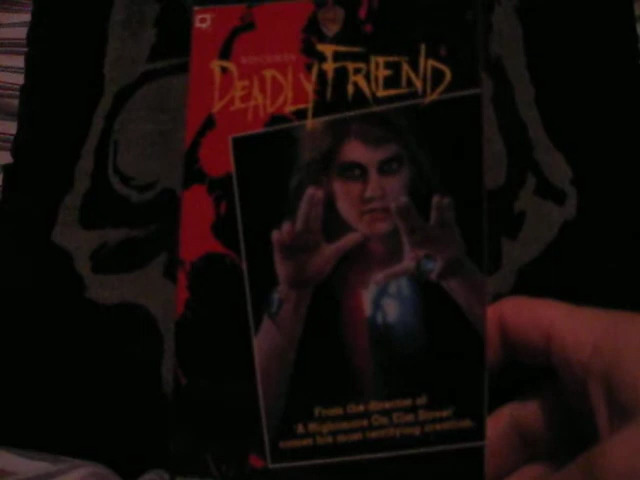 DEADLY FRIEND
From the director of
'A Nightmare On Elm Street'
comes his most terrifying creation.